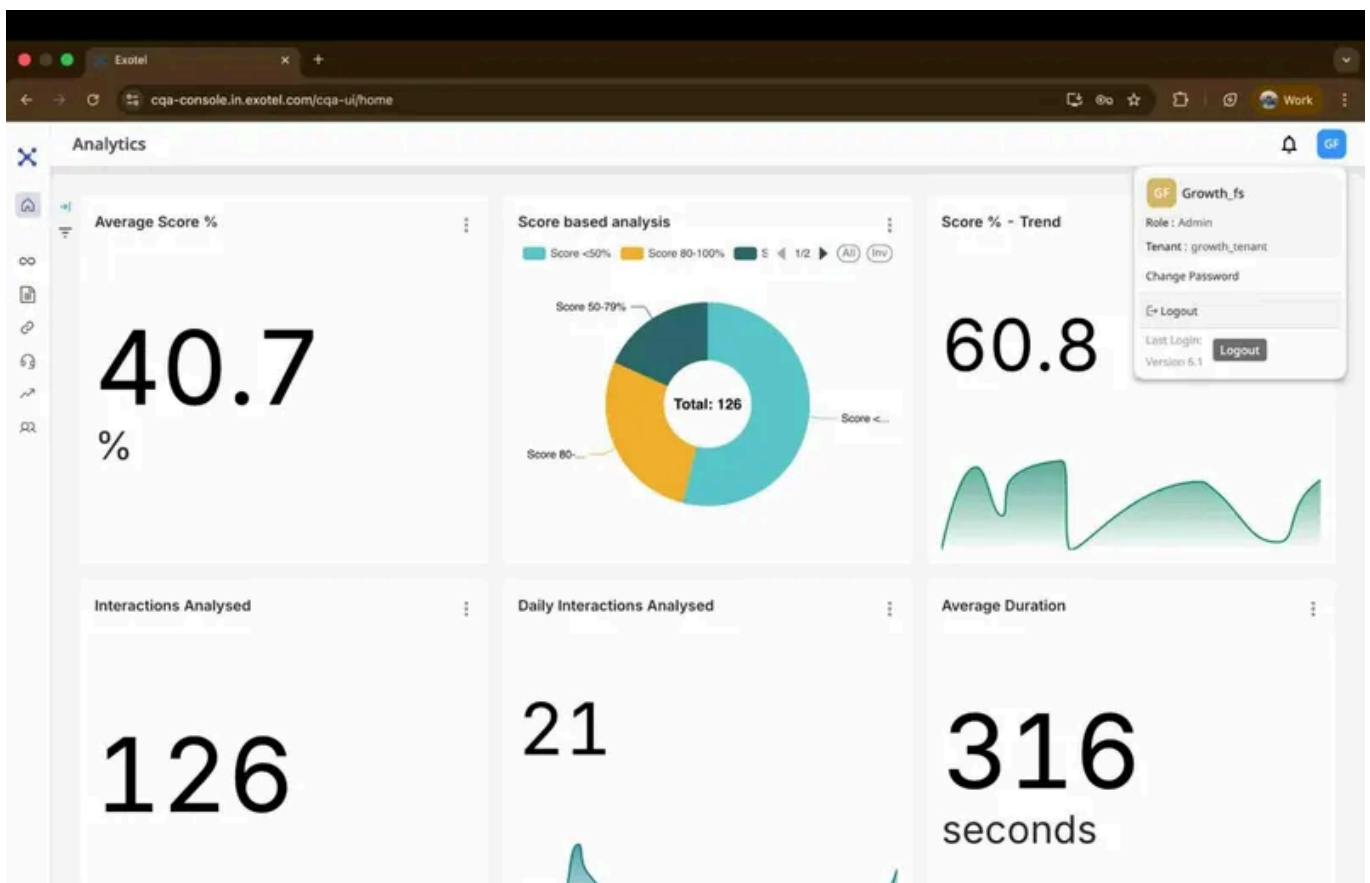 Exotel
cqa-console.in.exotel.com/cqa-ui/home
Work
Analytics
GF
GF Growth_fs
Role : Admin
Tenant : growth_tenant
Change Password
Logout
Last Login:
Version 6.1
Logout
Average Score %
40.7
%
Score based analysis
Score <50% Score 80-100% S 1/2 All Inv
Score 50-79%
Total: 126
Score <...
Score 80-...
Score % - Trend
60.8
Interactions Analysed
126
Daily Interactions Analysed
21
Average Duration
316
seconds